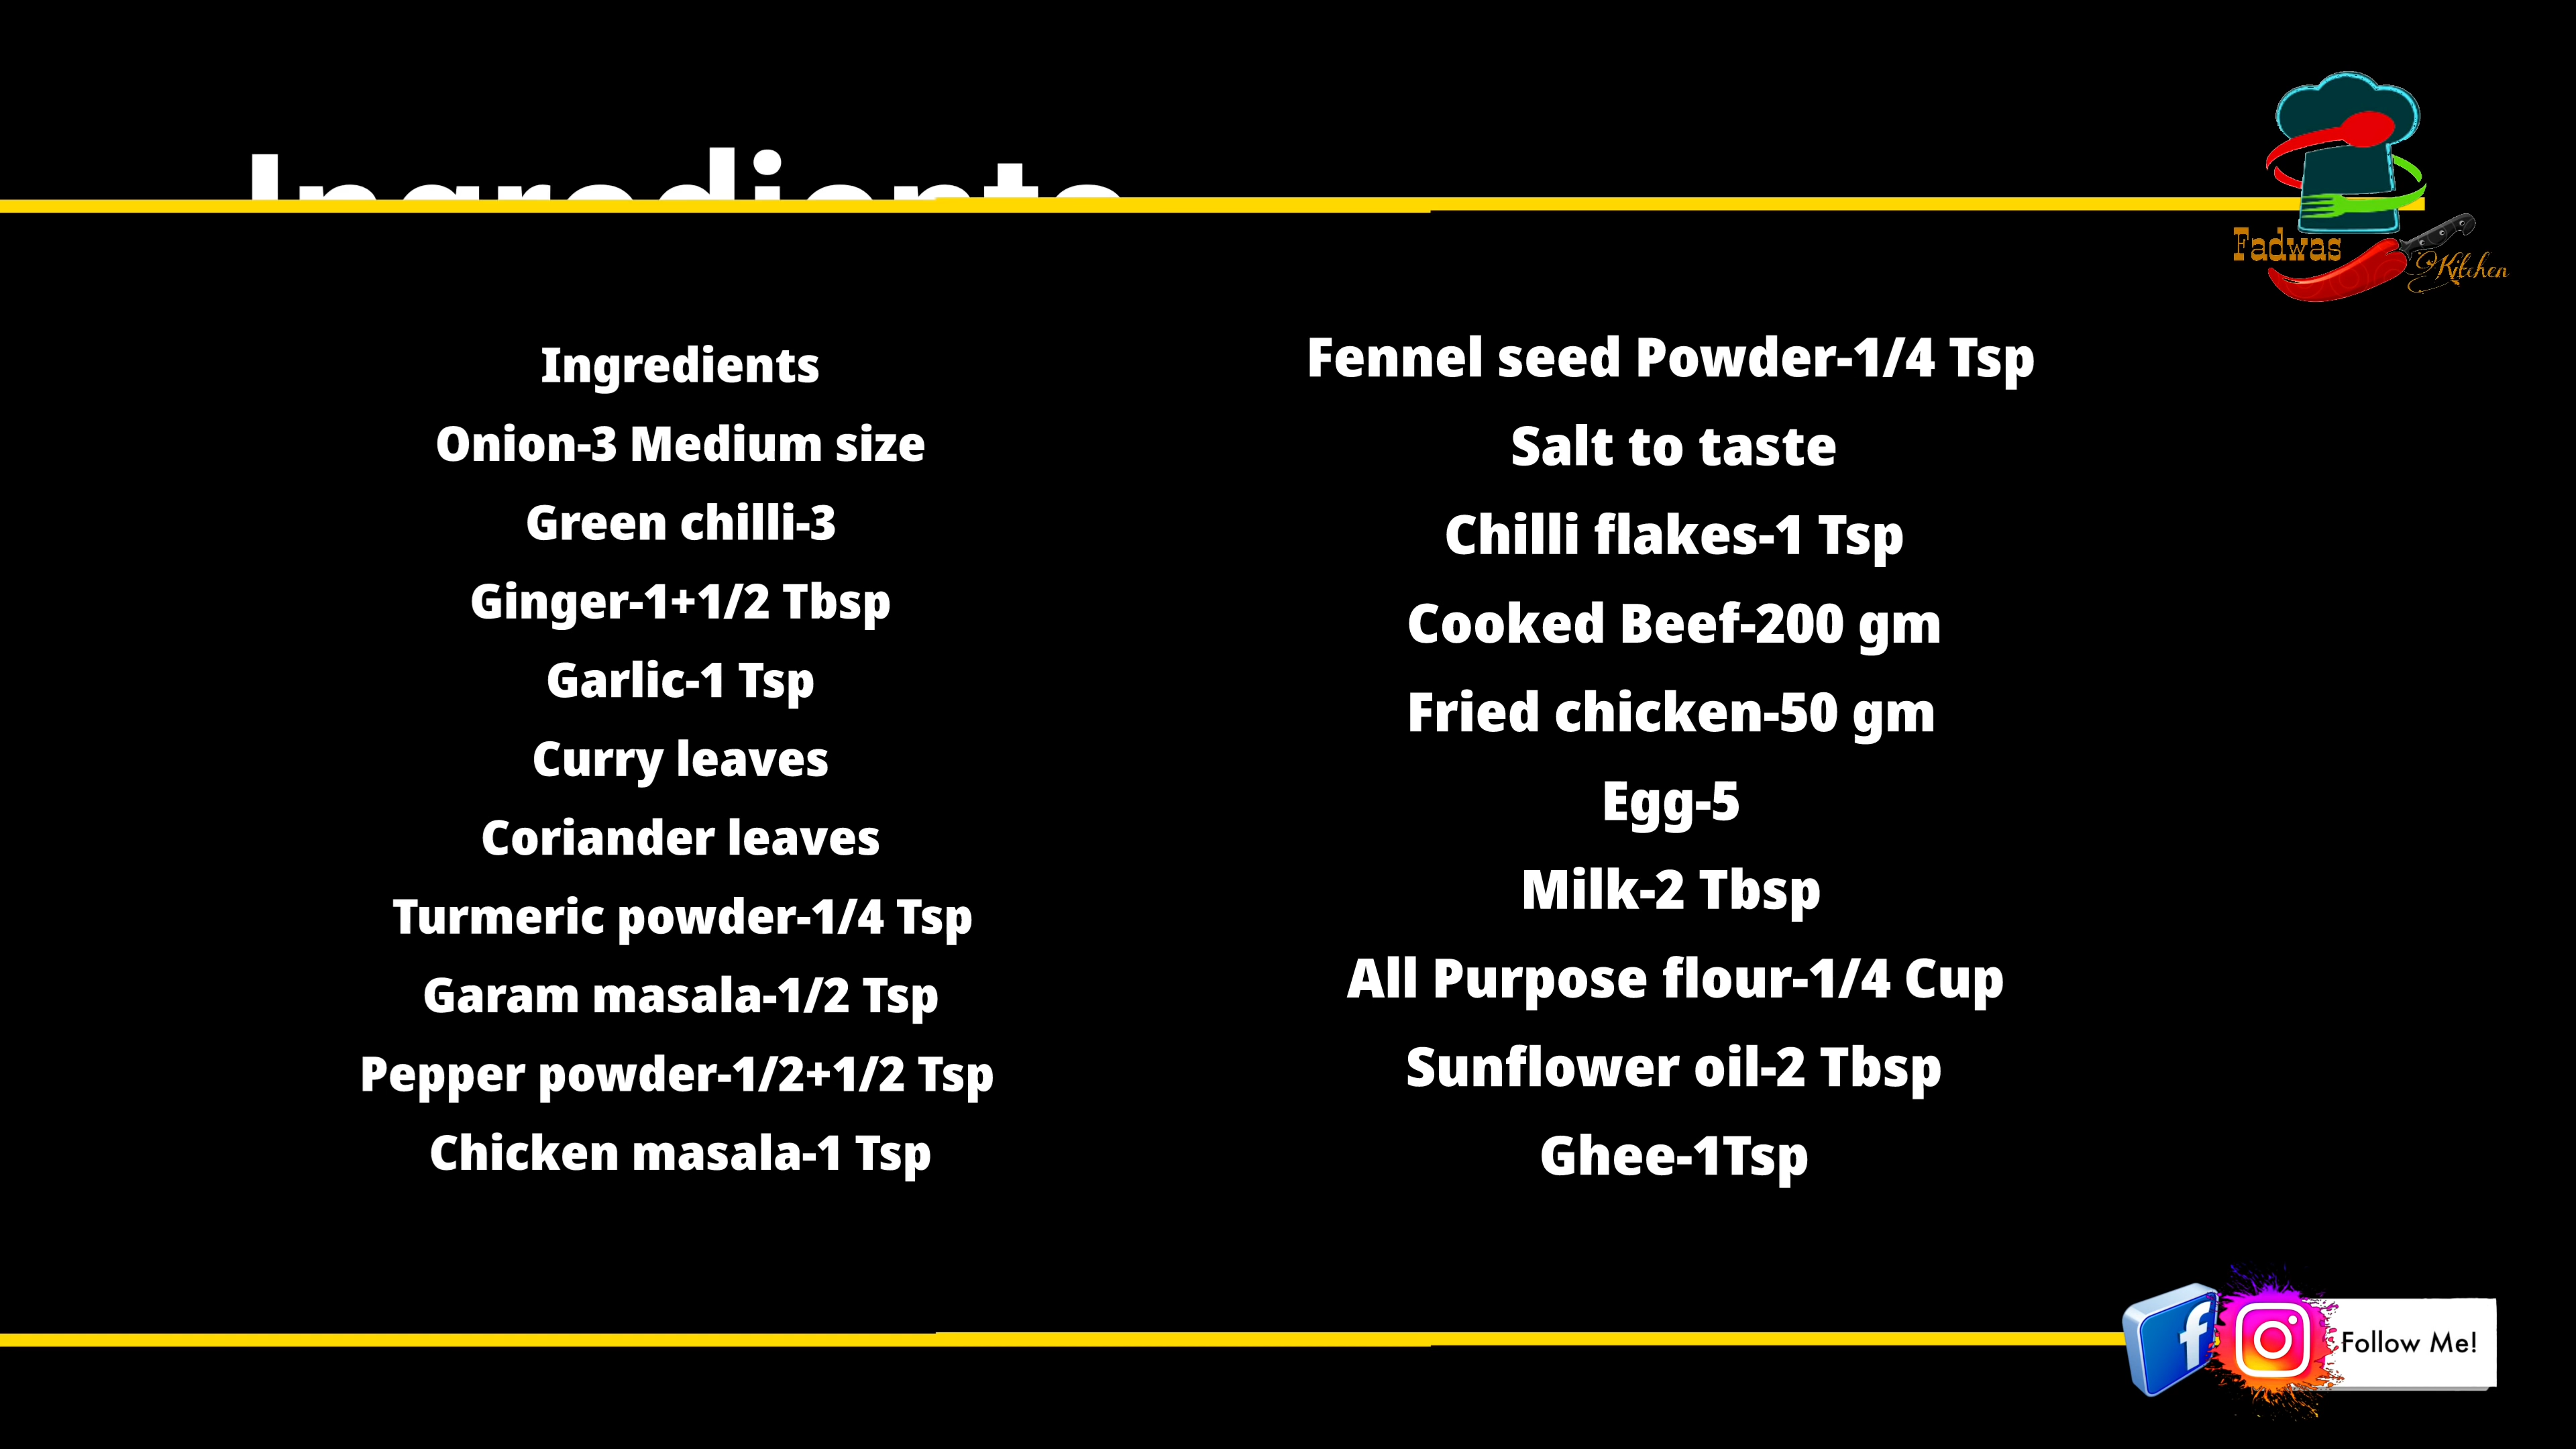 Ingredients
Fadwas
Kitchen
Ingredients
Onion-3 Medium size
Green chilli-3
Ginger-1+1/2 Tbsp
Garlic-1 Tsp
Curry leaves
Coriander leaves
Turmeric powder-1/4 Tsp
Garam masala-1/2 Tsp
Pepper powder-1/2+1/2 Tsp
Chicken masala-1 Tsp
Fennel seed Powder-1/4 Tsp
Salt to taste
Chilli flakes-1 Tsp
Cooked Beef-200 gm
Fried chicken-50 gm
Egg-5
Milk-2 Tbsp
All Purpose flour-1/4 Cup
Sunflower oil-2 Tbsp
Ghee-1Tsp
Follow Me!